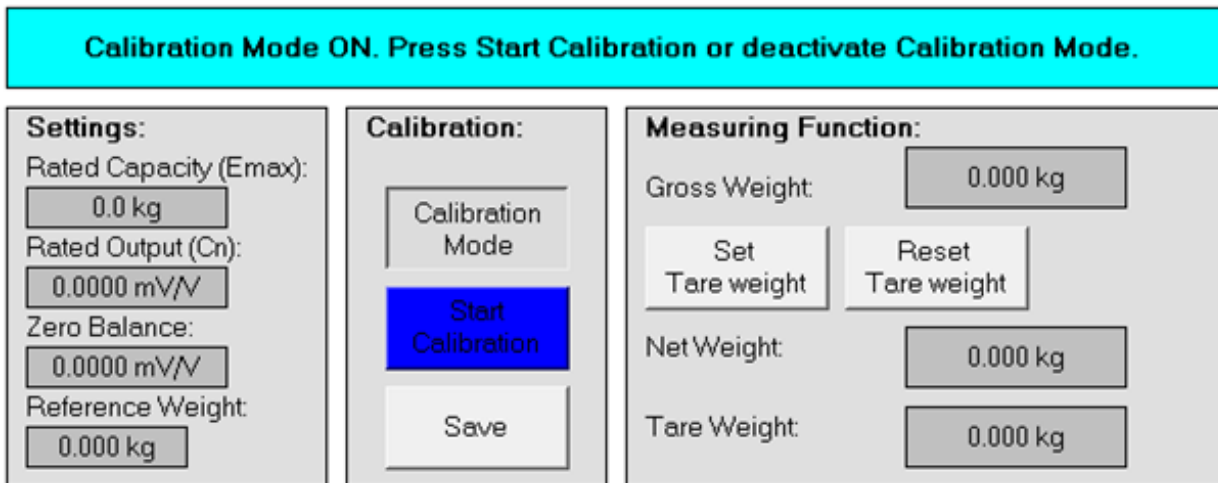 Calibration Mode ON. Press Start Calibration or deactivate Calibration Mode.
Settings:
Rated Capacity (Emax):
0.0 kg
Rated Output (Cn):
0.0000 mV/V
Zero Balance:
0.0000 mV/V
Reference Weight:
0.000 kg
Calibration:
Calibration
Mode
Start
Calibration
Save
Measuring Function:
Gross Weight:
0.000 kg
Set
Tare weight
Reset
Tare weight
Net Weight:
0.000 kg
Tare Weight:
0.000 kg